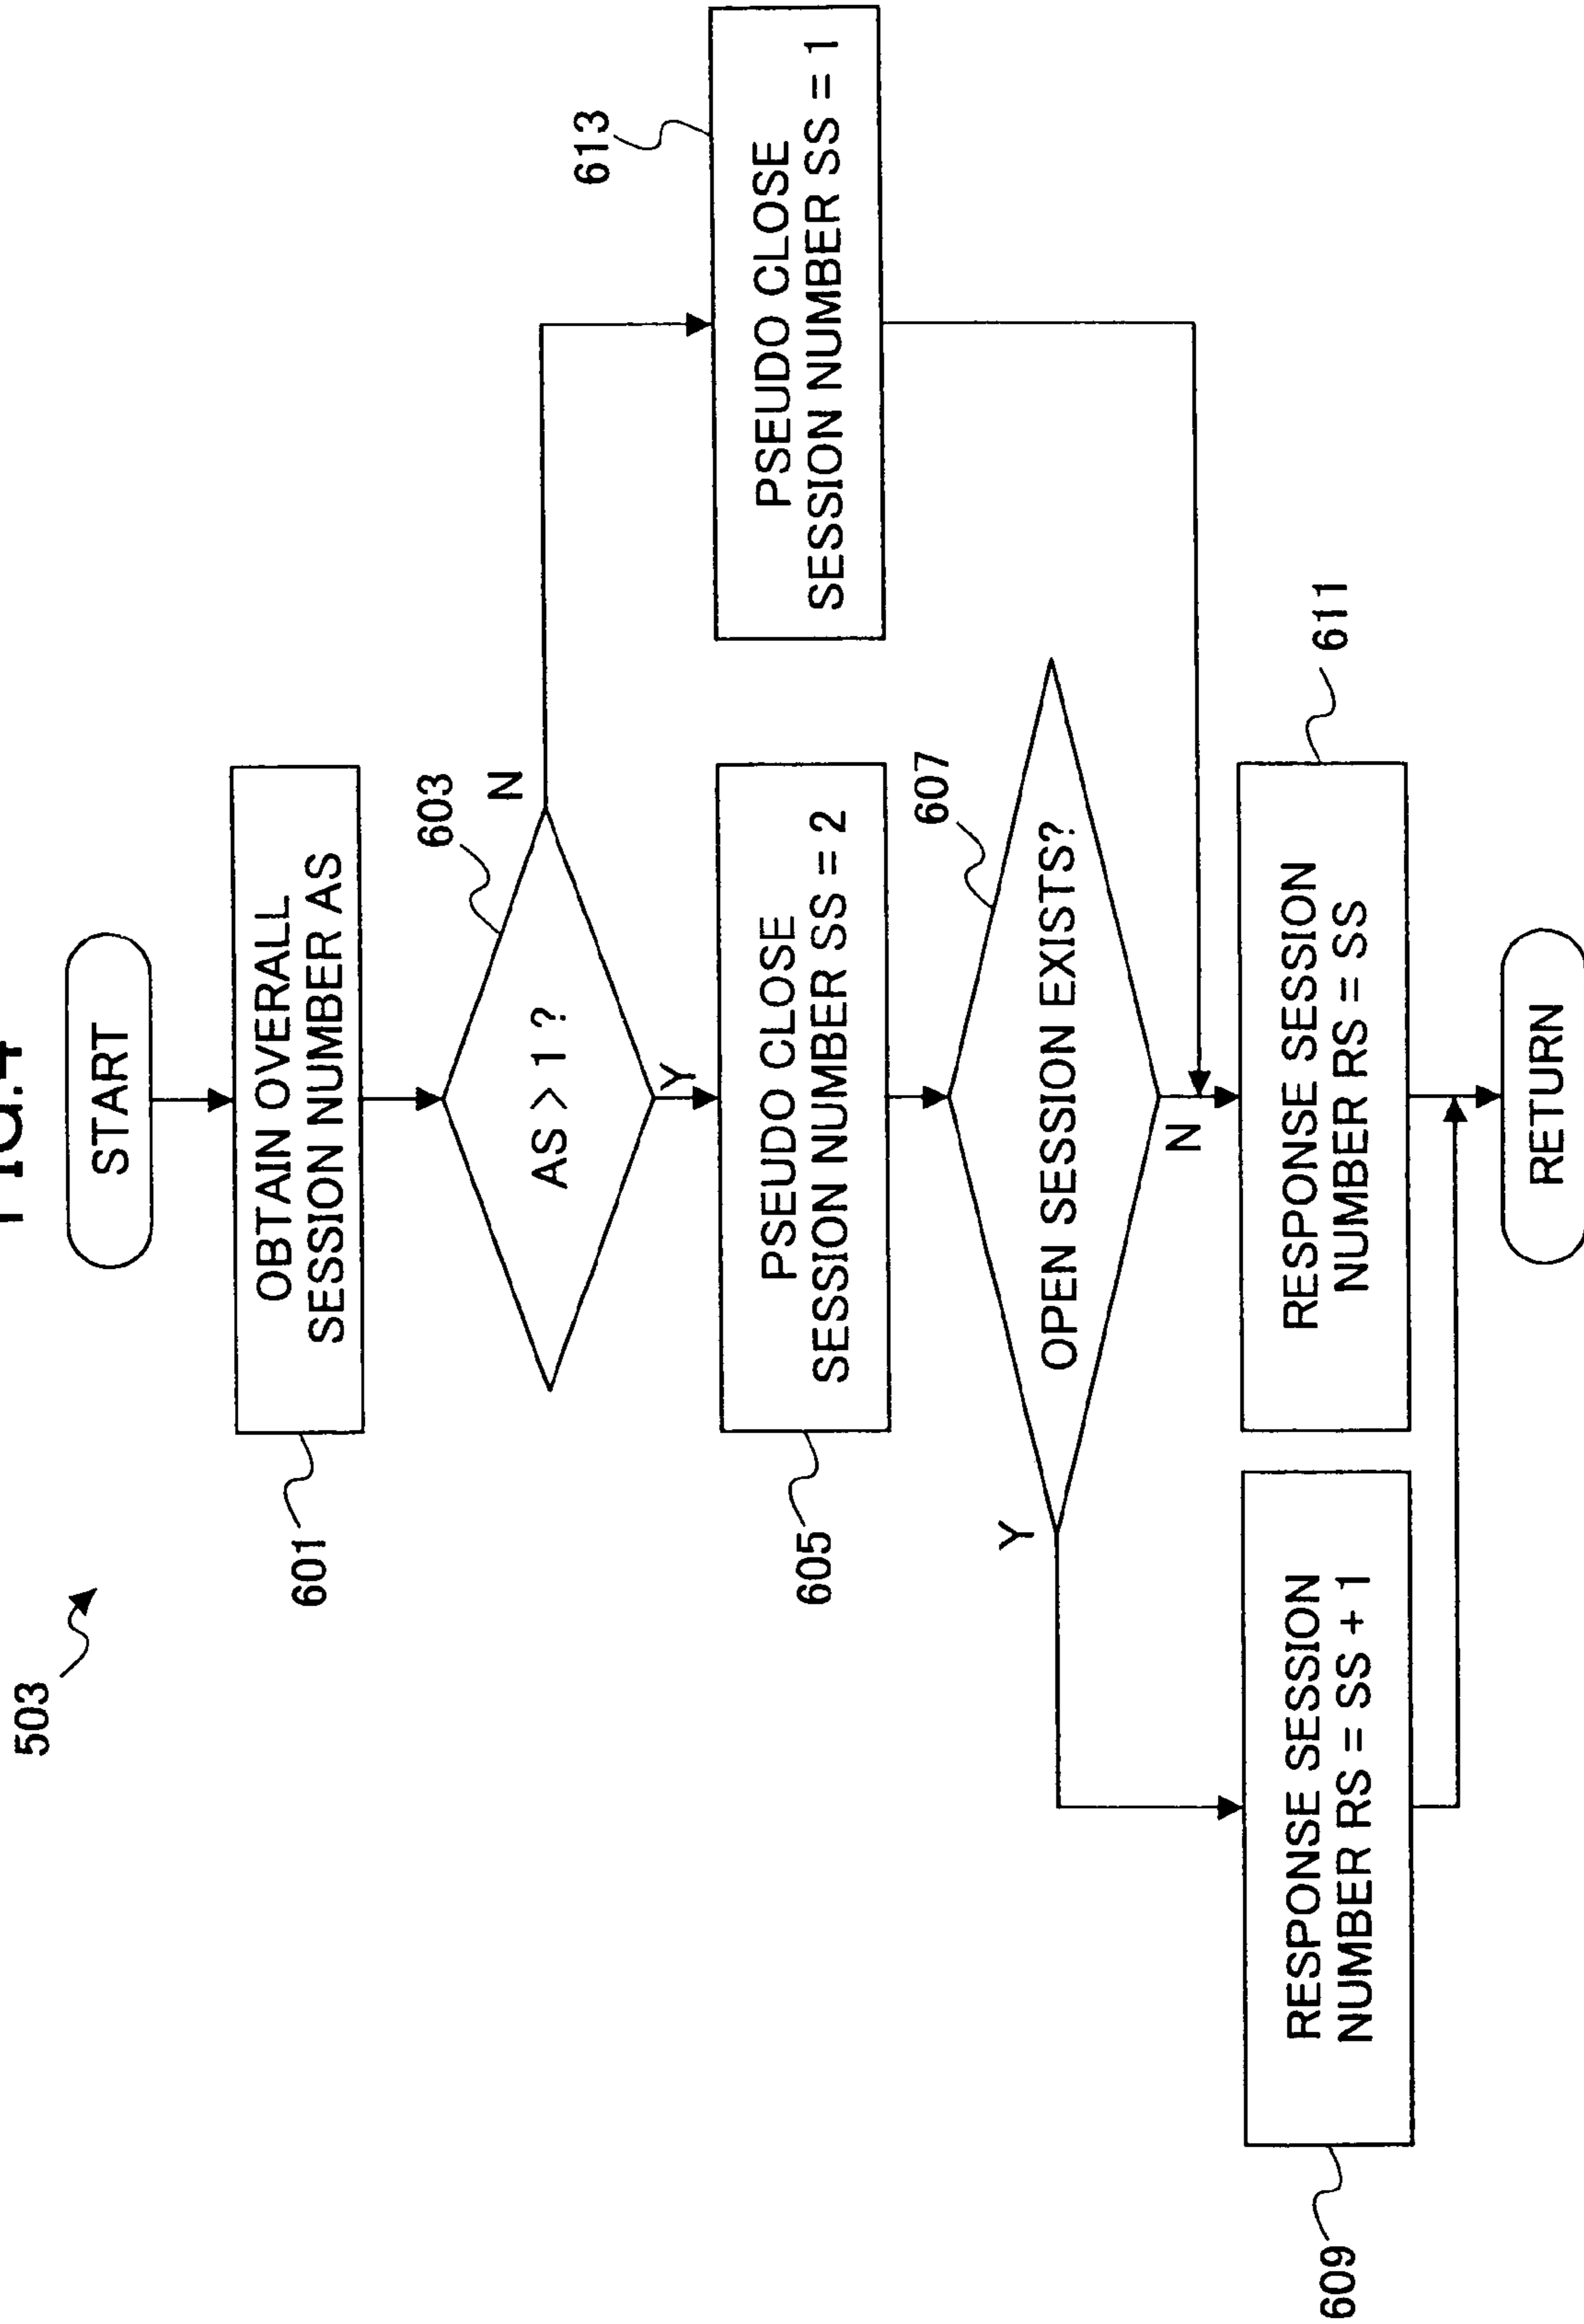 FIG.4
503
START
601
OBTAIN OVERALL
SESSION NUMBER AS
603
AS > 1 ?
N
Y
605
PSEUDO CLOSE
SESSION NUMBER SS = 2
613
PSEUDO CLOSE
SESSION NUMBER SS = 1
607
OPEN SESSION EXISTS?
Y
N
609
RESPONSE SESSION
NUMBER RS = SS + 1
611
RESPONSE SESSION
NUMBER RS = SS
RETURN